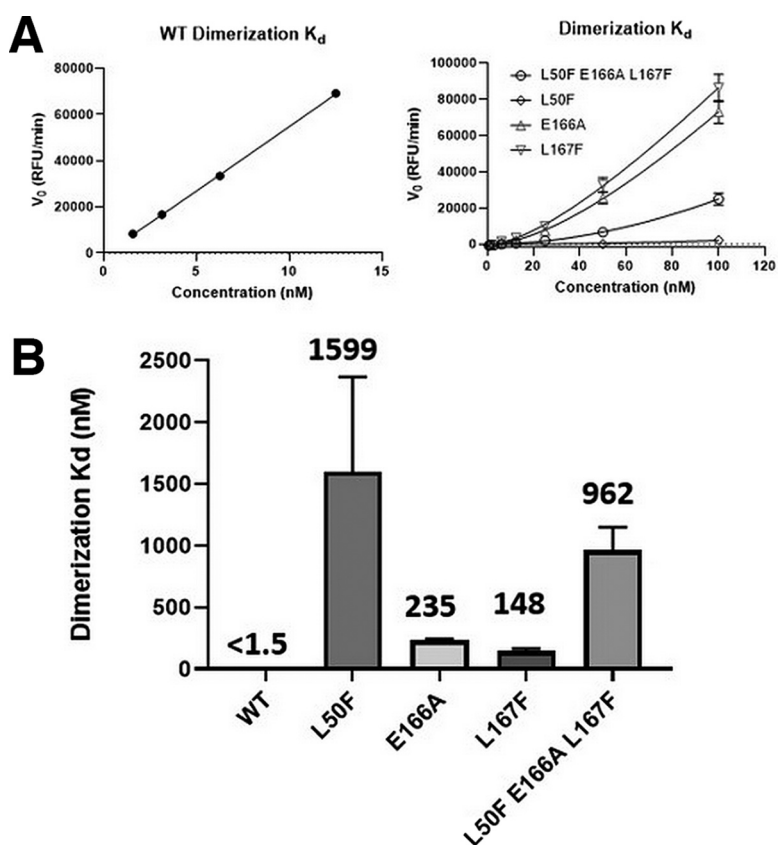 A
WT Dimerization Kd
V0 (RFU/min)
80000
60000
40000
20000
0
0 5 10 15
Concentration (nM)
Dimerization Kd
V0 (RFU/min)
100000
80000
60000
40000
20000
0
L50F E166A L167F
L50F
E166A
L167F
0 20 40 60 80 100 120
Concentration (nM)
B
Dimerization Kd (nM)
2500
2000
1500
1000
500
0
<1.5
1599
235
148
962
WT
L50F
E166A
L167F
L50F E166A L167F